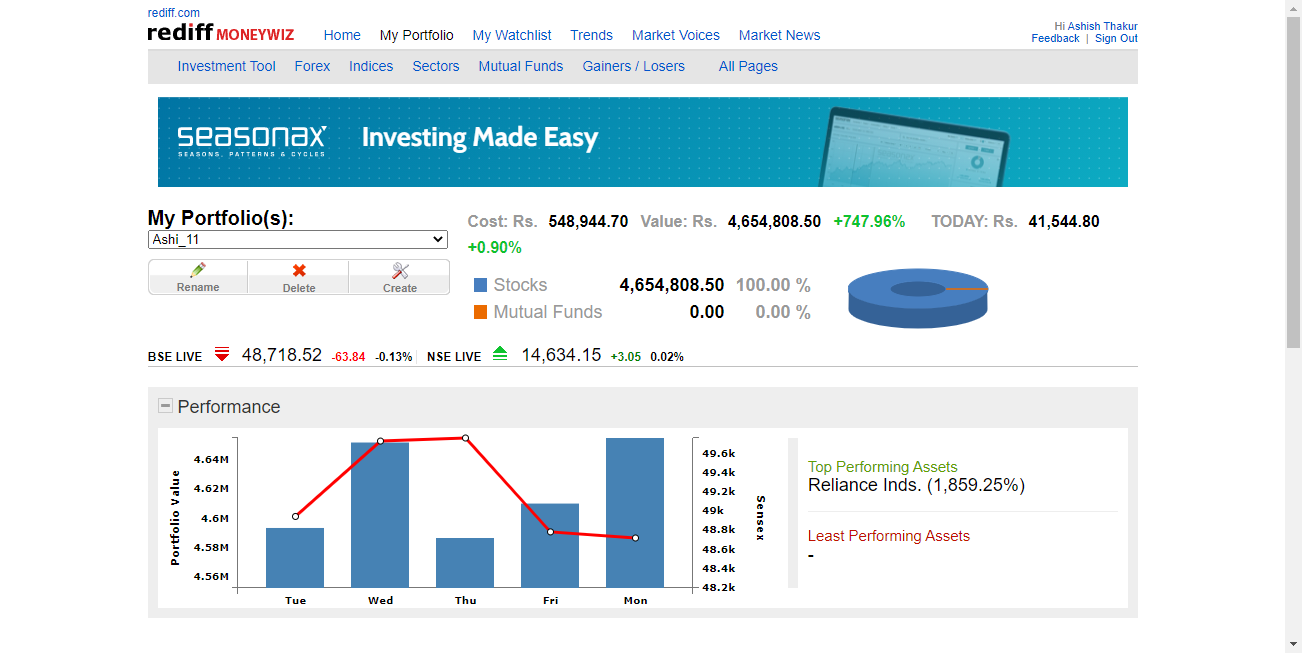 rediff.com
rediff MONEYWIZ
Home My Portfolio My Watchlist Trends Market Voices Market News
Hi Ashish Thakur
Feedback | Sign Out
Investment Tool Forex Indices Sectors Mutual Funds Gainers / Losers All Pages
seasonax Investing Made Easy
SEASONS, PATTERNS & CYCLES
My Portfolio(s):
Ashi_11
Rename Delete Create
Cost: Rs. 548,944.70 Value: Rs. 4,654,808.50 +747.96% TODAY: Rs. 41,544.80
+0.90%
Stocks 4,654,808.50 100.00 %
Mutual Funds 0.00 0.00 %
BSE LIVE 48,718.52 -63.84 -0.13% NSE LIVE 14,634.15 +3.05 0.02%
Performance
Portfolio Value
4.64M
4.62M
4.6M
4.58M
4.56M
Tue Wed Thu Fri Mon
49.6k
49.4k
49.2k
49k
48.8k
48.6k
48.4k
48.2k
Sensex
Top Performing Assets
Reliance Inds. (1,859.25%)
Least Performing Assets
-